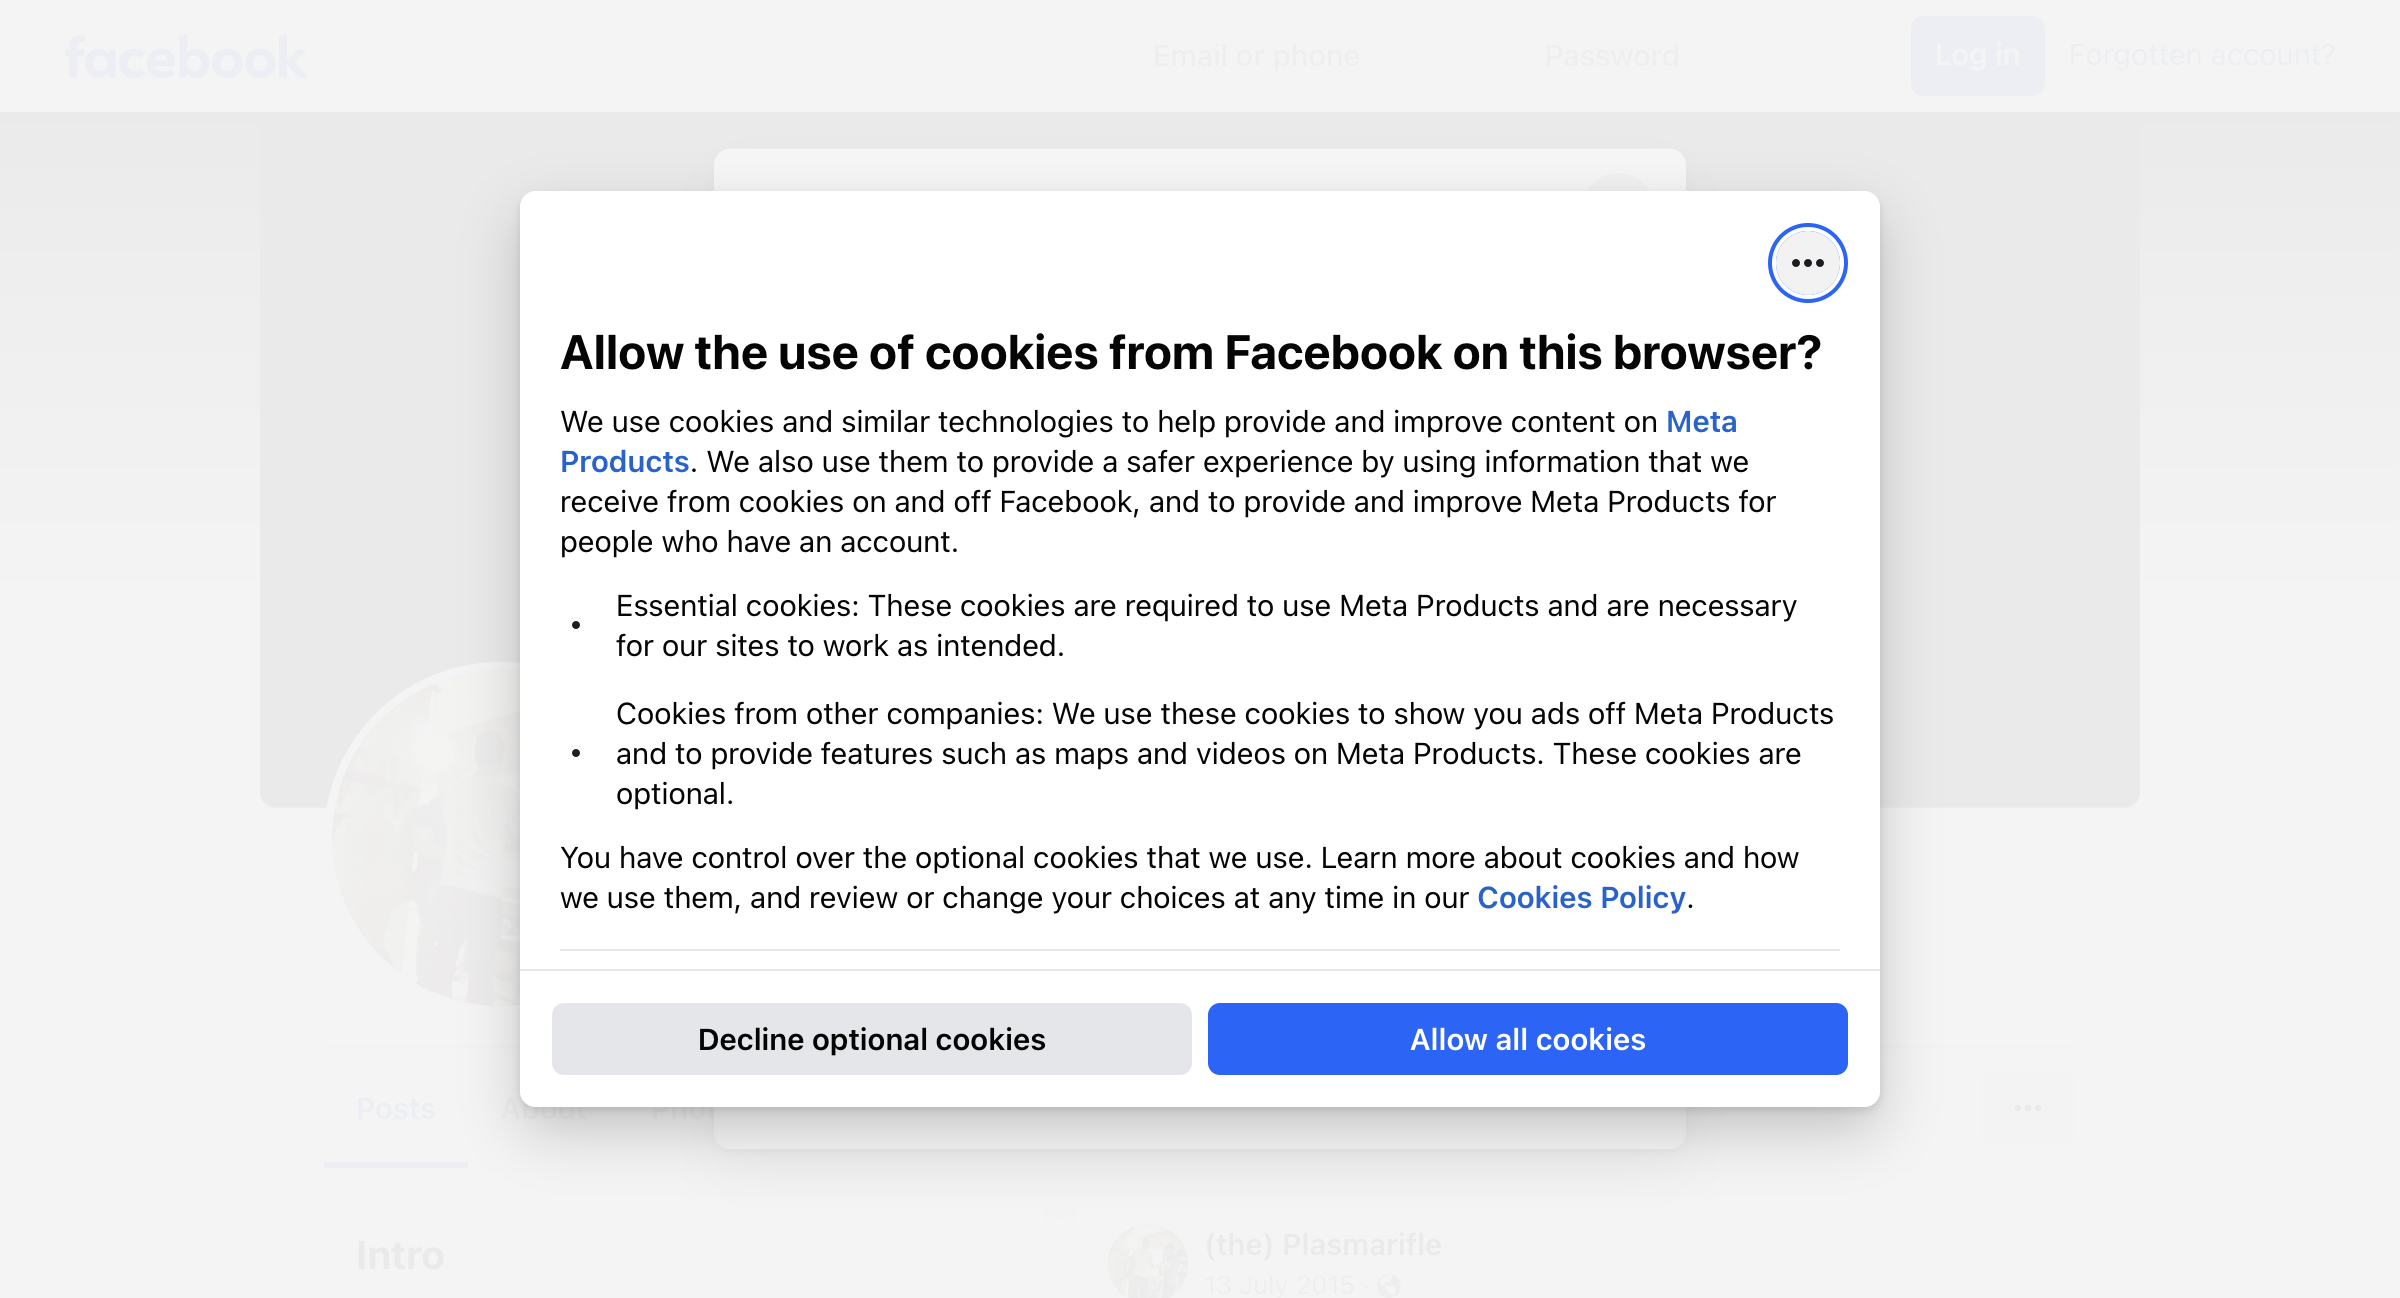 facebook
Email or phone
Password
Log in
Forgotten account?
Allow the use of cookies from Facebook on this browser?
We use cookies and similar technologies to help provide and improve content on Meta
Products. We also use them to provide a safer experience by using information that we
receive from cookies on and off Facebook, and to provide and improve Meta Products for
people who have an account.
• Essential cookies: These cookies are required to use Meta Products and are necessary
for our sites to work as intended.
• Cookies from other companies: We use these cookies to show you ads off Meta Products
and to provide features such as maps and videos on Meta Products. These cookies are
optional.
You have control over the optional cookies that we use. Learn more about cookies and how
we use them, and review or change your choices at any time in our Cookies Policy.
Decline optional cookies
Allow all cookies
Posts
About
Intro
(the) Plasmarifle
13 July 2015 ·